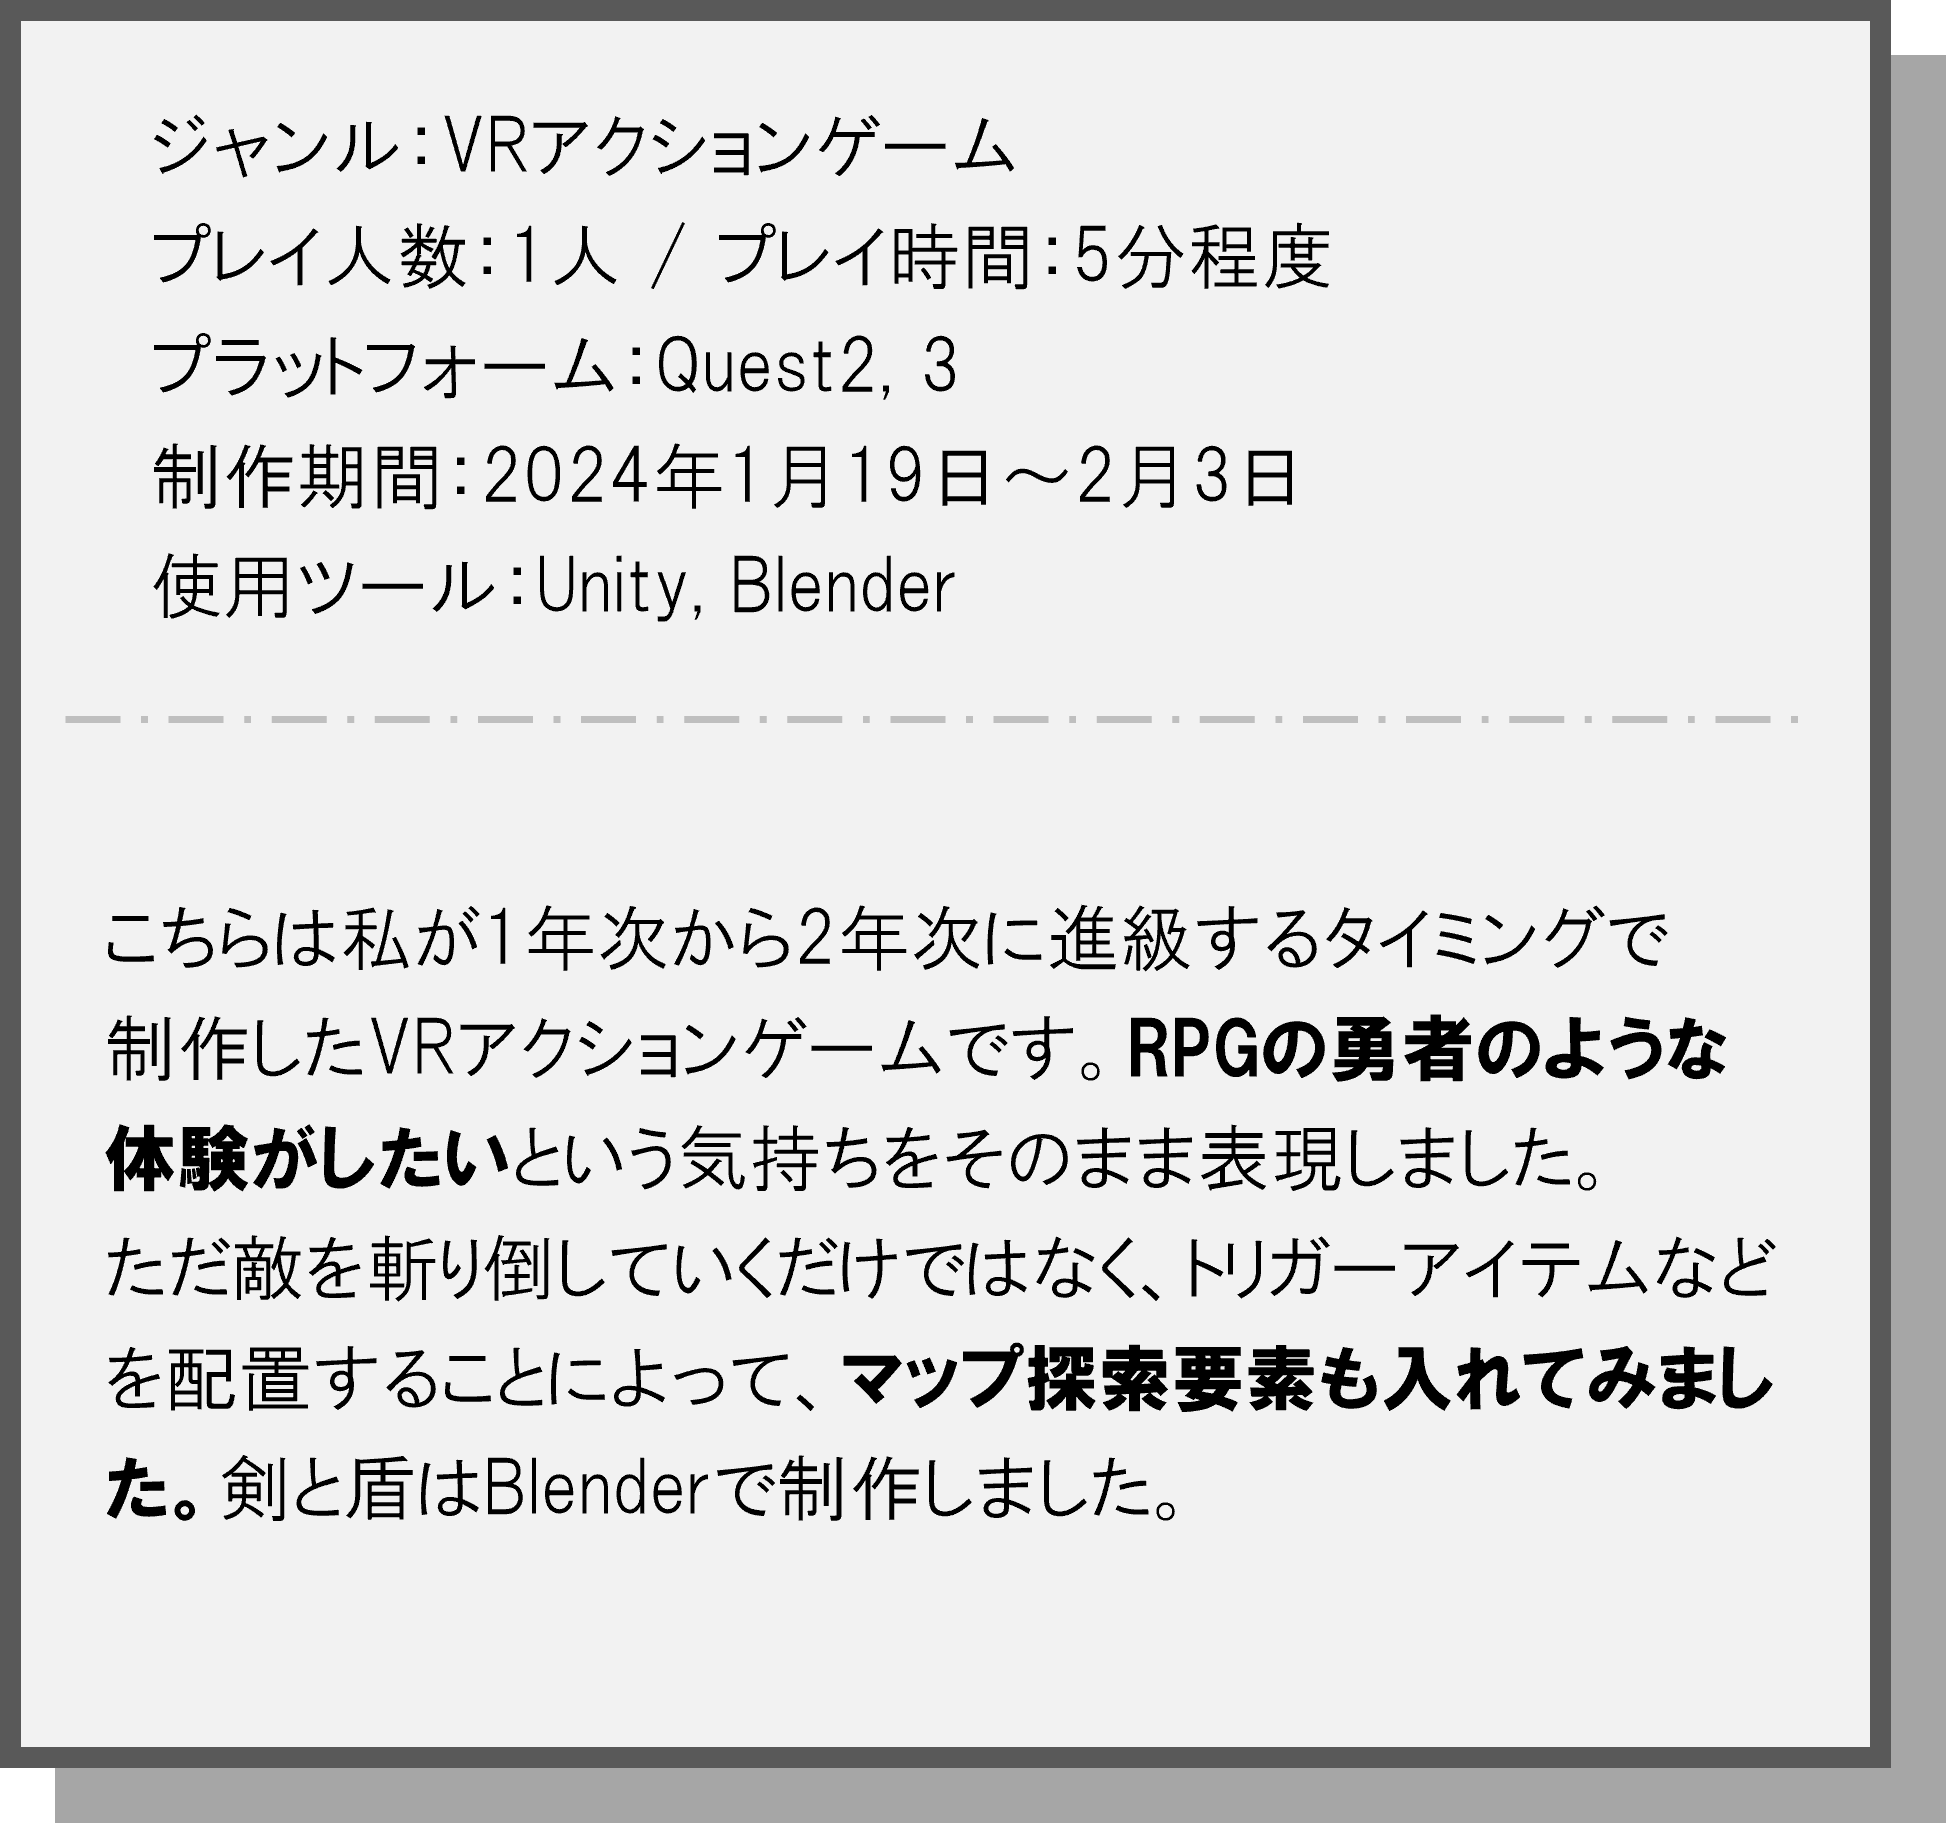 ジャンル：VRアクションゲーム
プレイ人数：1人 / プレイ時間：5分程度
プラットフォーム：Quest2, 3
制作期間：2024年1月19日～2月3日
使用ツール：Unity, Blender
こちらは私が1年次から2年次に進級するタイミングで
制作したVRアクションゲームです。RPGの勇者のような
体験がしたいという気持ちをそのまま表現しました。
ただ敵を斬り倒していくだけではなく、トリガーアイテムなど
を配置することによって、マップ探索要素も入れてみまし
た。剣と盾はBlenderで制作しました。